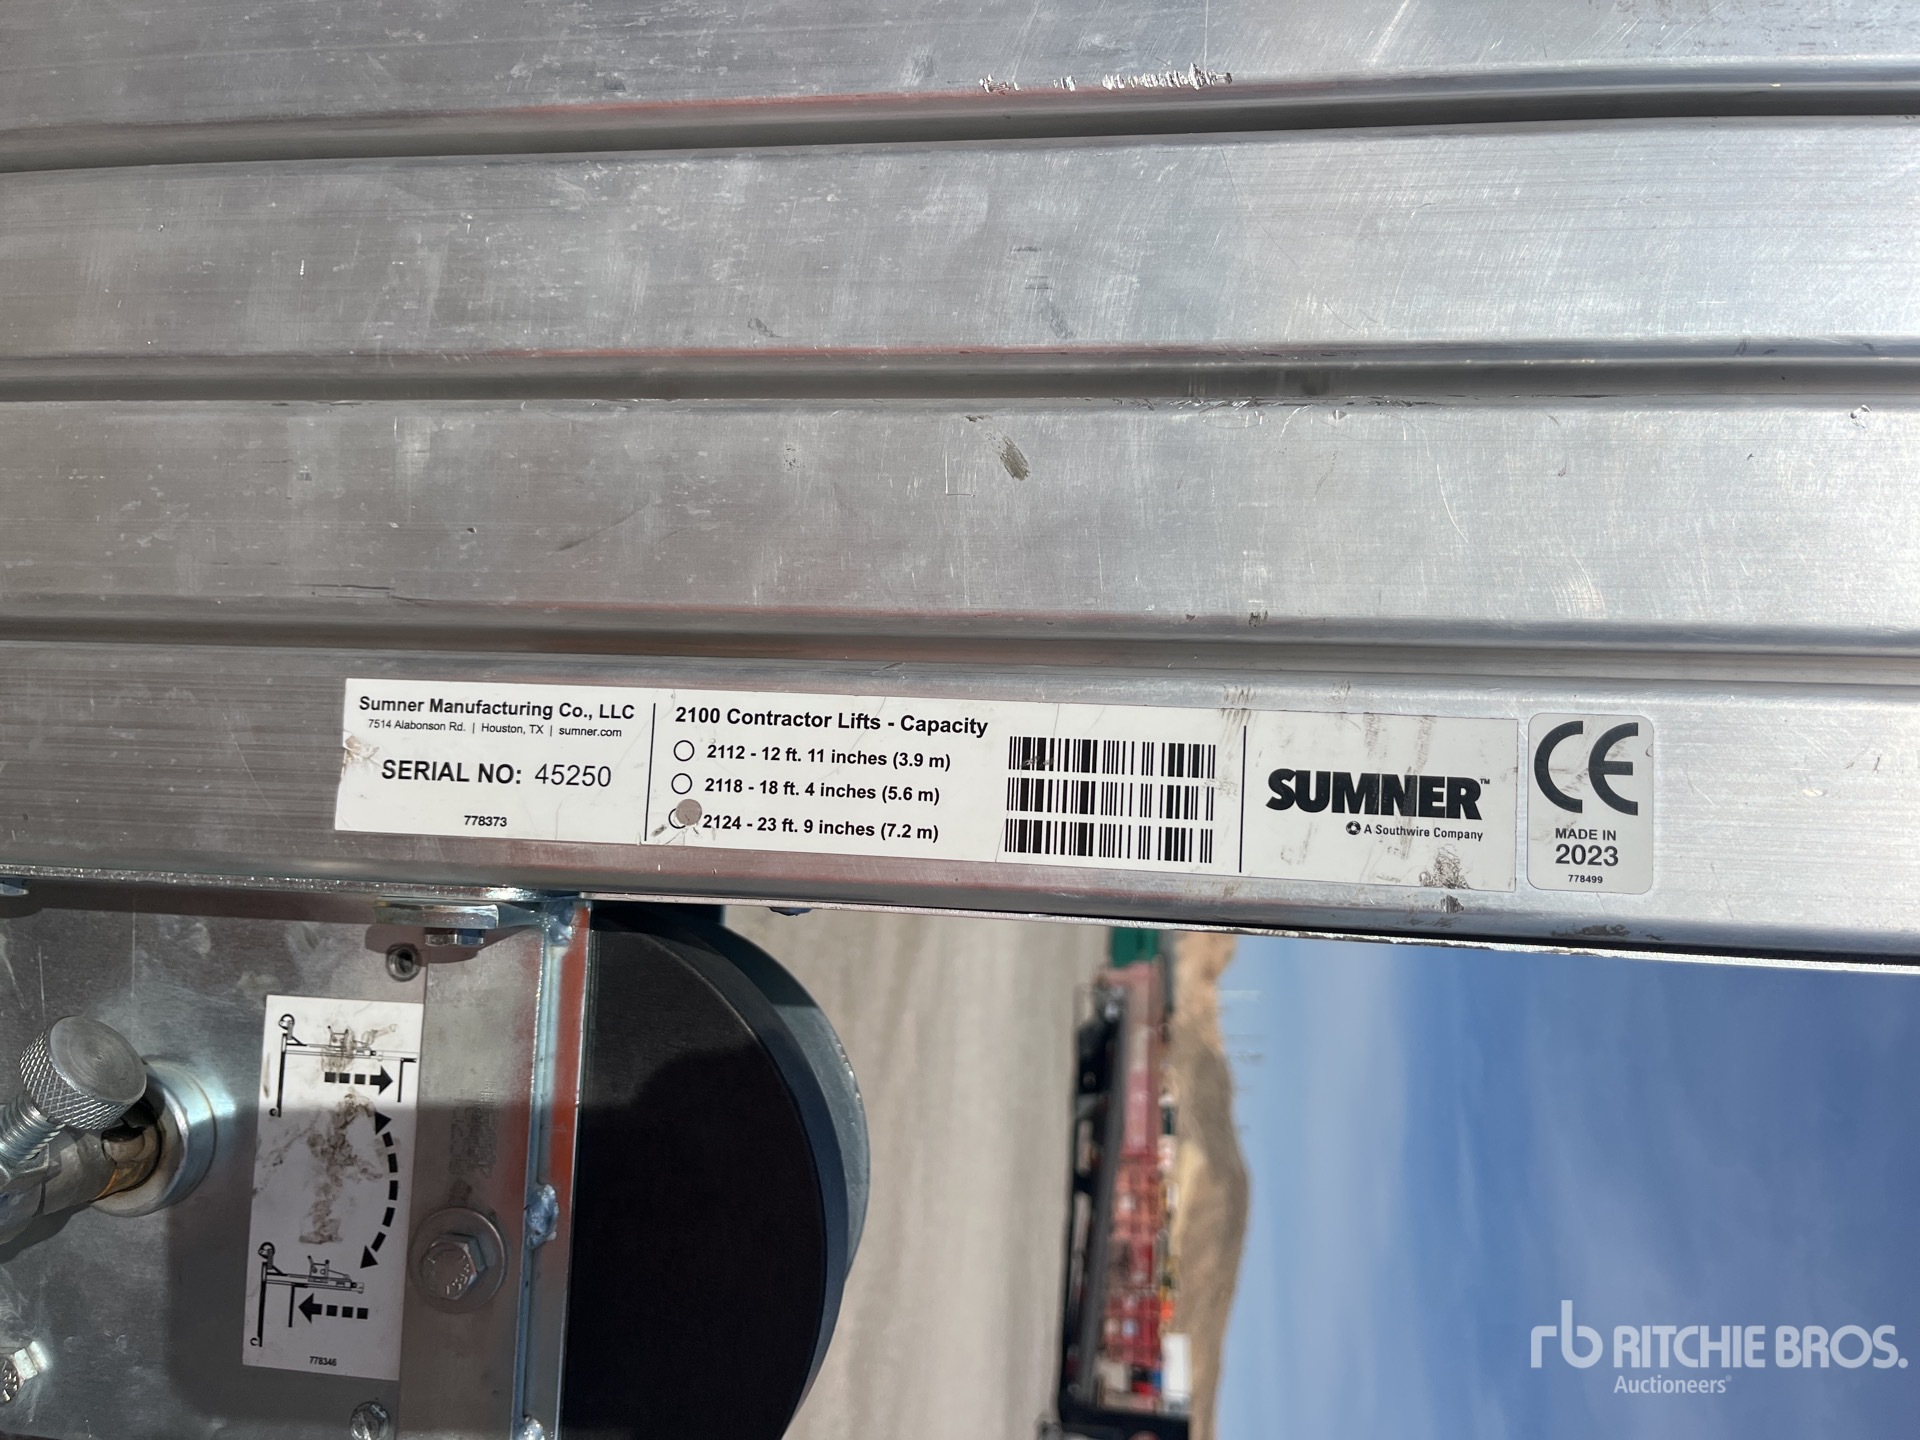 Sumner Manufacturing Co., LLC
7514 Alabonson Rd. | Houston, TX | sumner.com
SERIAL NO: 45250
778373
2100 Contractor Lifts - Capacity
2112 - 12 ft. 11 inches (3.9 m)
2118 - 18 ft. 4 inches (5.6 m)
2124 - 23 ft. 9 inches (7.2 m)
SUMNER™
A Southwire Company
CE
MADE IN
2023
778499
778346
rb RITCHIE BROS.
Auctioneers®